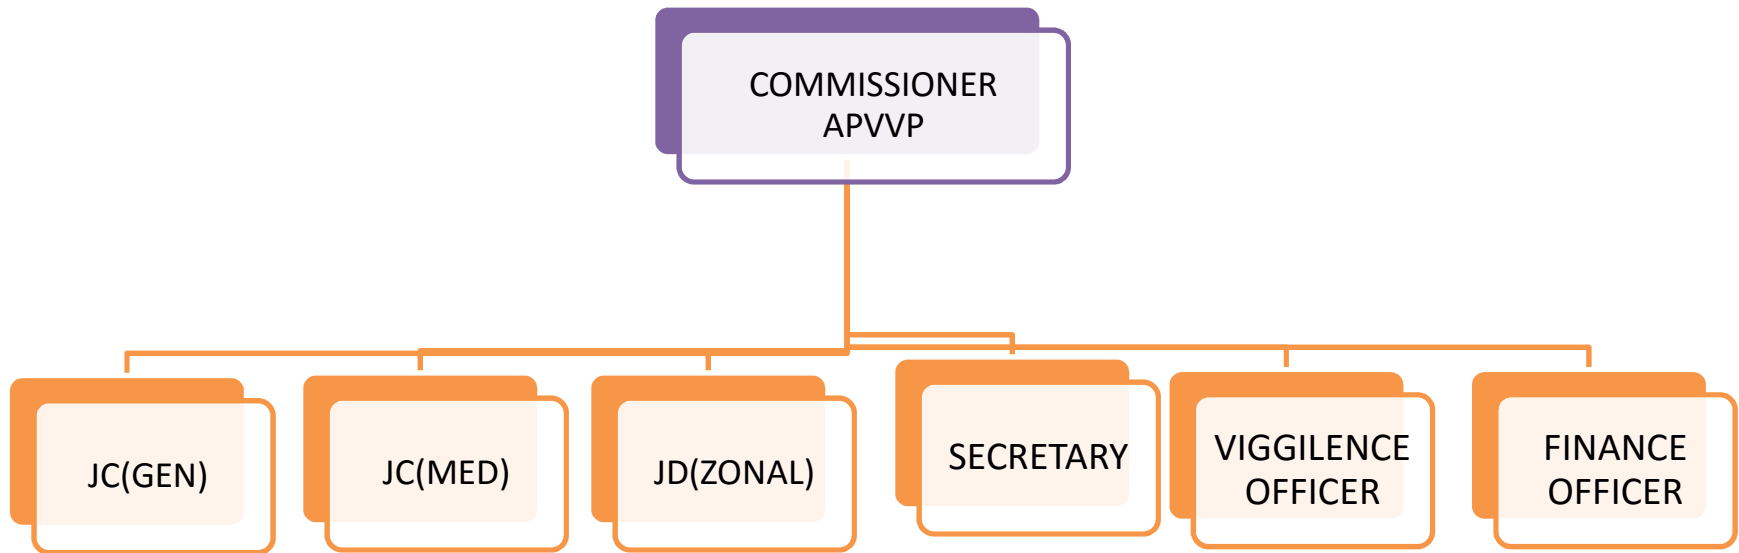 COMMISSIONER
APVVP
JC(GEN)
JC(MED)
JD(ZONAL)
SECRETARY
VIGGILENCE
OFFICER
FINANCE
OFFICER